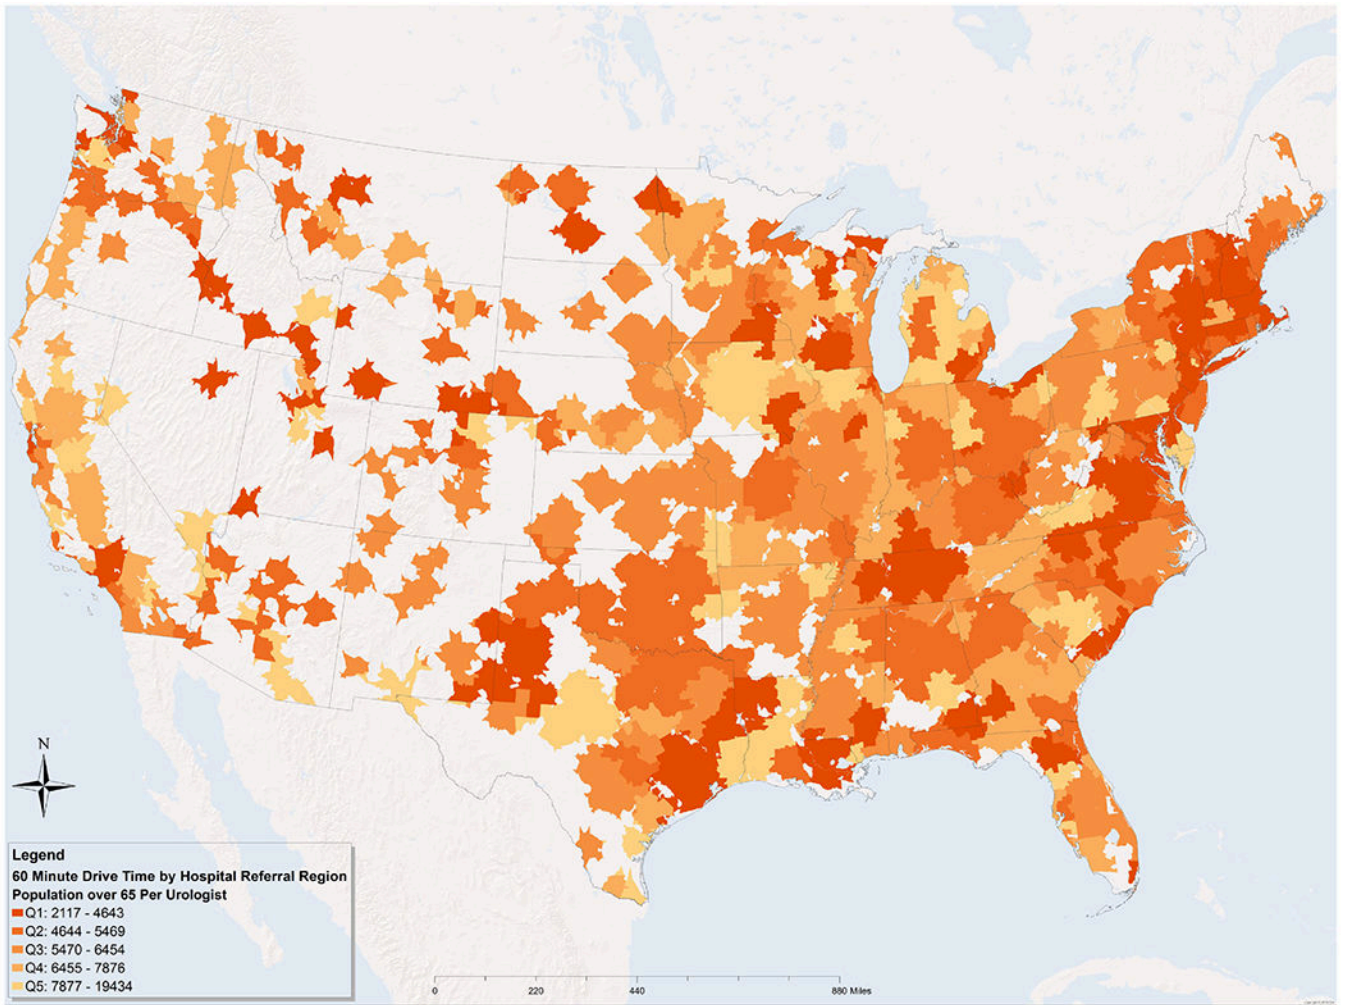 N
Legend
60 Minute Drive Time by Hospital Referral Region
Population over 65 Per Urologist
Q1: 2117 - 4643
Q2: 4644 - 5469
Q3: 5470 - 6454
Q4: 6455 - 7876
Q5: 7877 - 19434
0 220 440 880 Miles